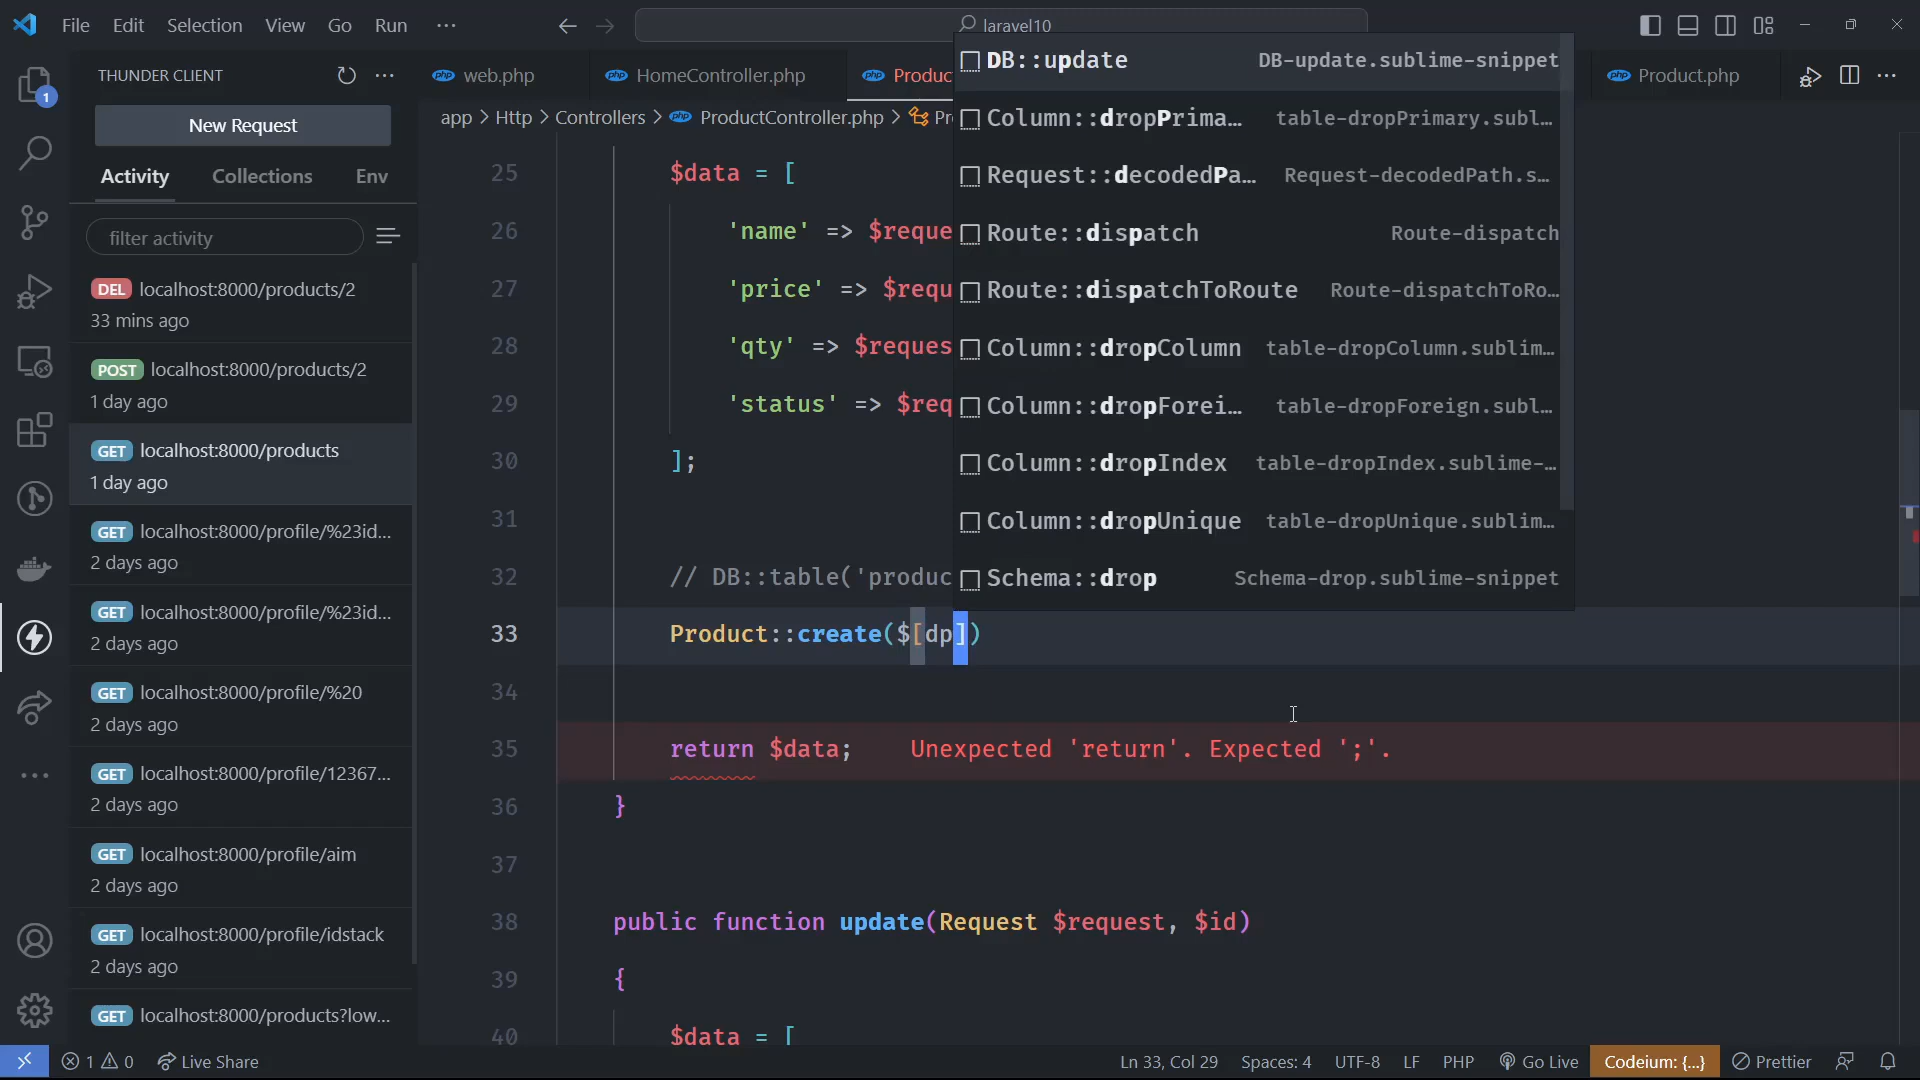 File Edit Selection View Go Run
laravel10
THUNDER CLIENT
New Request
Activity Collections Env
filter activity
DEL localhost:8000/products/2
33 mins ago
POST localhost:8000/products/2
1 day ago
GET localhost:8000/products
1 day ago
GET localhost:8000/profile/%23id...
2 days ago
GET localhost:8000/profile/%23id...
2 days ago
GET localhost:8000/profile/%20
2 days ago
GET localhost:8000/profile/12367...
2 days ago
GET localhost:8000/profile/aim
2 days ago
GET localhost:8000/profile/idstack
2 days ago
GET localhost:8000/products?low...
php web.php php HomeController.php php Produc php Product.php
app > Http > Controllers > php ProductController.php > Pr
25 $data = [
26 'name' => $reque
27 'price' => $requ
28 'qty' => $reques
29 'status' => $req
30 ];
31
32 // DB::table('produc
33 Product::create($[dp])
34
35 return $data; Unexpected 'return'. Expected ';'.
36 }
37
38 public function update(Request $request, $id)
39 {
40 $data = [
DB::update DB-update.sublime-snippet
Column::dropPrima... table-dropPrimary.subl...
Request::decodedPa... Request-decodedPath.s...
Route::dispatch Route-dispatch
Route::dispatchToRoute Route-dispatchToRo...
Column::dropColumn table-dropColumn.sublim...
Column::dropForei... table-dropForeign.subl...
Column::dropIndex table-dropIndex.sublime-...
Column::dropUnique table-dropUnique.sublim...
Schema::drop Schema-drop.sublime-snippet
1
1 0 Live Share Ln 33, Col 29 Spaces: 4 UTF-8 LF PHP Go Live Codeium: {...} Prettier